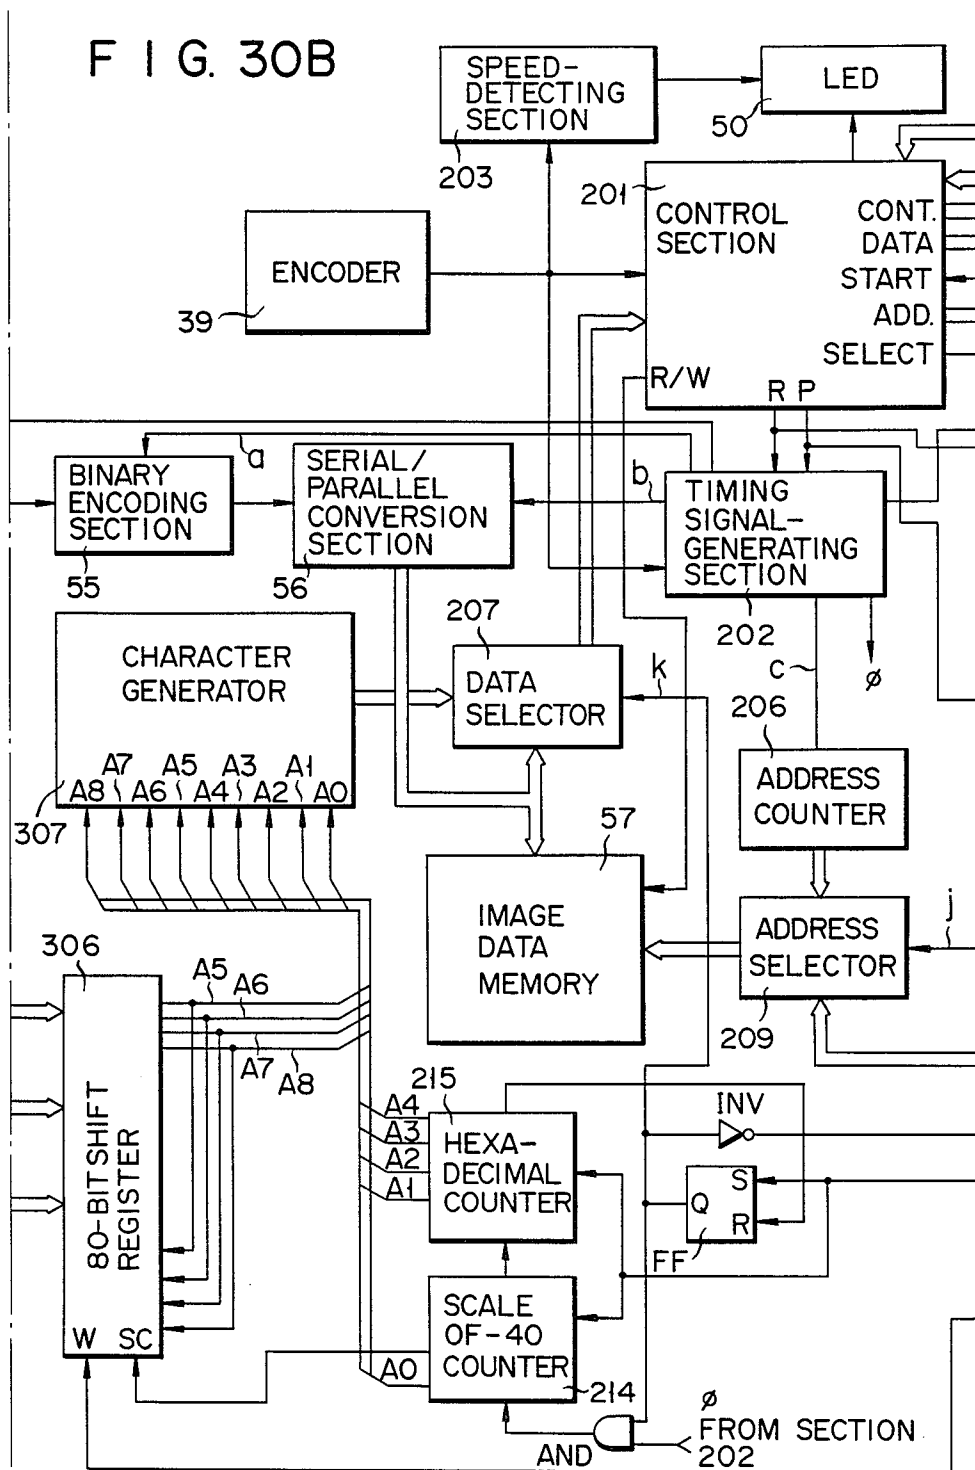 FIG. 30B
SPEED-
DETECTING
SECTION
203
LED
50
201
CONTROL
SECTION
CONT.
DATA
START
ADD.
SELECT
R/W
R P
ENCODER
39
a
BINARY
ENCODING
SECTION
55
SERIAL/
PARALLEL
CONVERSION
SECTION
56
b
TIMING
SIGNAL-
GENERATING
SECTION
202
c
ø
207
DATA
SELECTOR
k
CHARACTER
GENERATOR
A7 A5 A3 A1
A8 A6 A4 A2 A0
307
206
ADDRESS
COUNTER
57
IMAGE
DATA
MEMORY
ADDRESS
SELECTOR
j
209
306
80-BIT SHIFT
REGISTER
W SC
A5
A6
A7
A8
215
A4
A3
A2
A1
HEXA-
DECIMAL
COUNTER
INV
S
Q
R
FF
SCALE
OF-40
COUNTER
A0
214
AND
ø
FROM SECTION
202